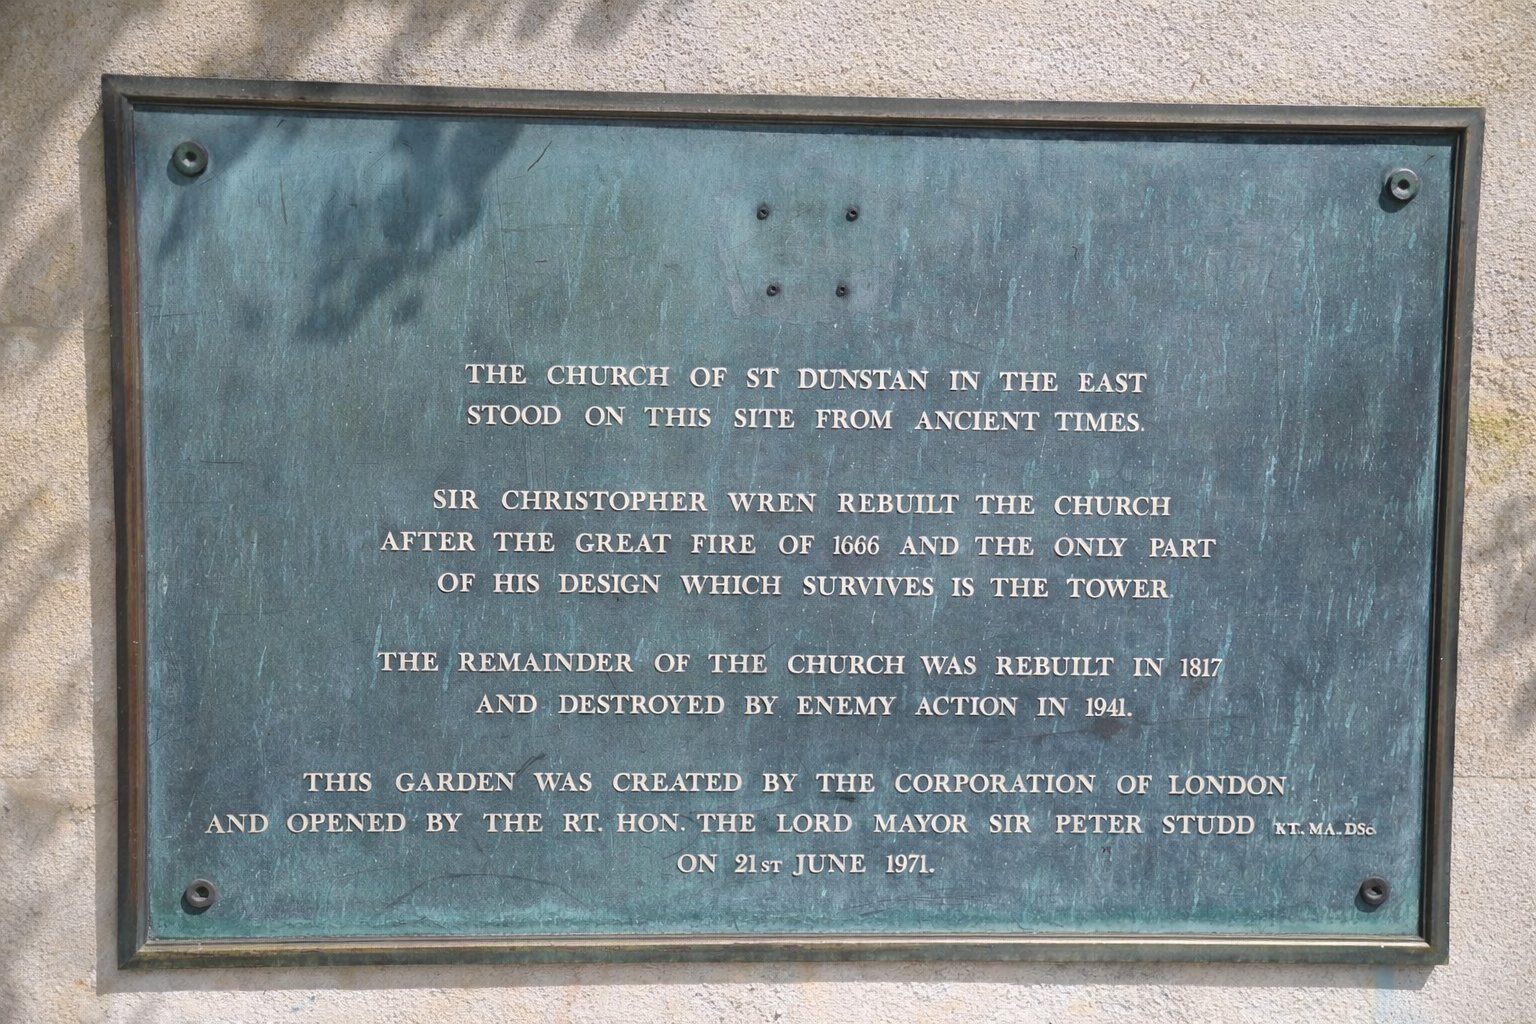 THE CHURCH OF ST DUNSTAN IN THE EAST
STOOD ON THIS SITE FROM ANCIENT TIMES.
SIR CHRISTOPHER WREN REBUILT THE CHURCH
AFTER THE GREAT FIRE OF 1666 AND THE ONLY PART
OF HIS DESIGN WHICH SURVIVES IS THE TOWER
THE REMAINDER OF THE CHURCH WAS REBUILT IN 1817
AND DESTROYED BY ENEMY ACTION IN 1941.
THIS GARDEN WAS CREATED BY THE CORPORATION OF LONDON
AND OPENED BY THE RT. HON. THE LORD MAYOR SIR PETER STUDD KT., MA., DSc.
ON 21ST JUNE 1971.